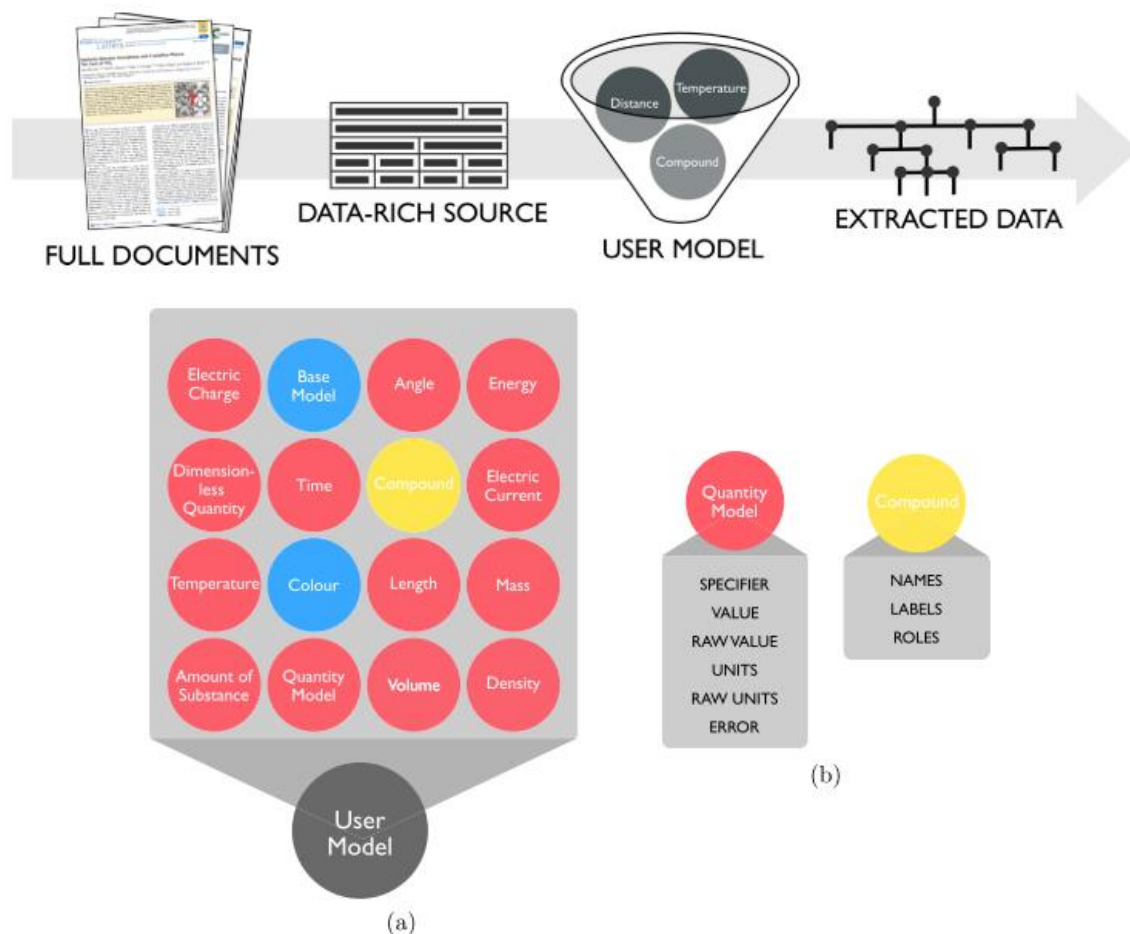 Distance
Temperature
Compound
FULL DOCUMENTS
DATA-RICH SOURCE
USER MODEL
EXTRACTED DATA
Electric
Charge
Base
Model
Angle
Energy
Dimension-
less
Quantity
Time
Compound
Electric
Current
Temperature
Colour
Length
Mass
Amount of
Substance
Quantity
Model
Volume
Density
User
Model
(a)
Quantity
Model
SPECIFIER
VALUE
RAW VALUE
UNITS
RAW UNITS
ERROR
Compound
NAMES
LABELS
ROLES
(b)